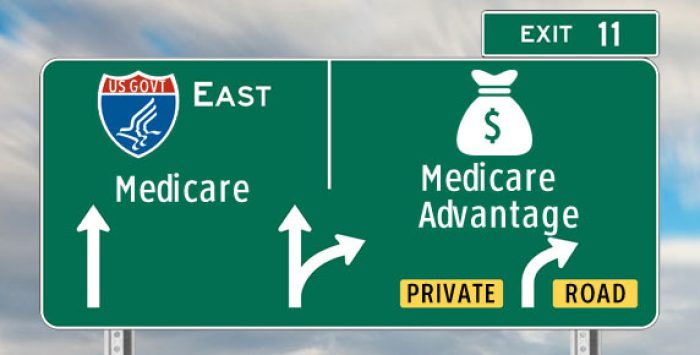 EXIT 11
US GOVT
EAST
Medicare
$
Medicare
Advantage
PRIVATE ROAD